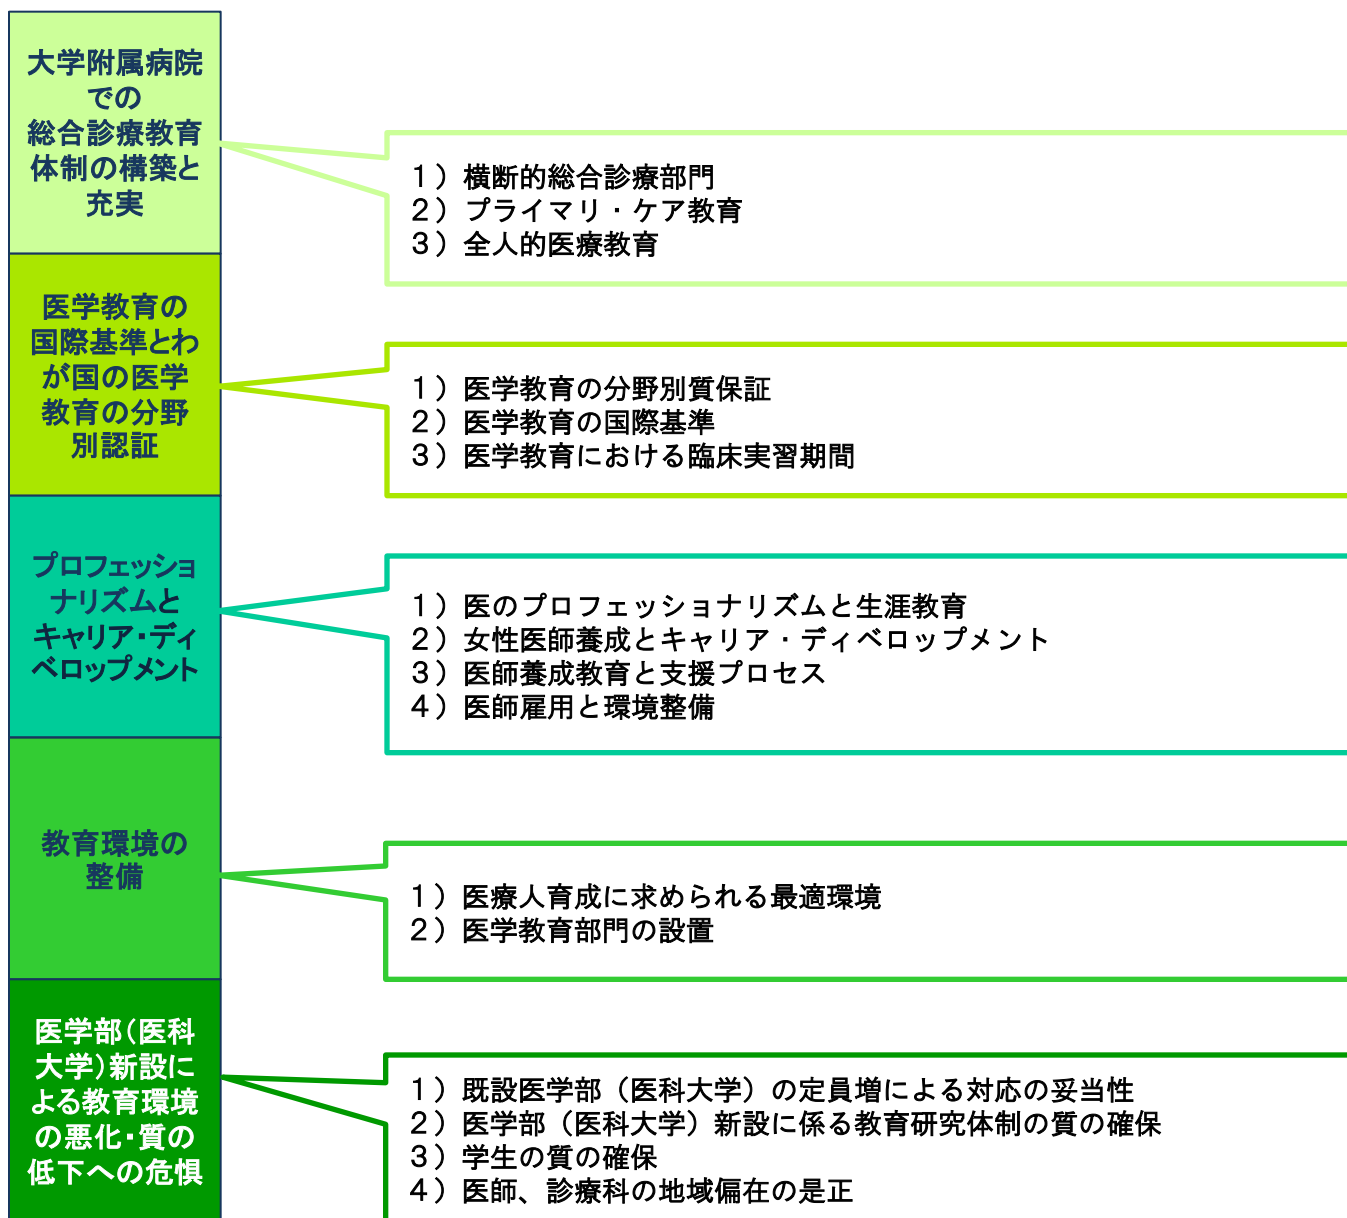 大学附属病院
での
総合診療教育
体制の構築と
充実
１）横断的総合診療部門
２）プライマリ・ケア教育
３）全人的医療教育
医学教育の
国際基準とわ
が国の医学
教育の分野
別認証
１）医学教育の分野別質保証
２）医学教育の国際基準
３）医学教育における臨床実習期間
プロフェッショ
ナリズムと
キャリア・ディ
ベロップメント
１）医のプロフェッショナリズムと生涯教育
２）女性医師養成とキャリア・ディベロップメント
３）医師養成教育と支援プロセス
４）医師雇用と環境整備
教育環境の
整備
１）医療人育成に求められる最適環境
２）医学教育部門の設置
医学部（医科
大学）新設に
よる教育環境
の悪化・質の
低下への危惧
１）既設医学部（医科大学）の定員増による対応の妥当性
２）医学部（医科大学）新設に係る教育研究体制の質の確保
３）学生の質の確保
４）医師、診療科の地域偏在の是正